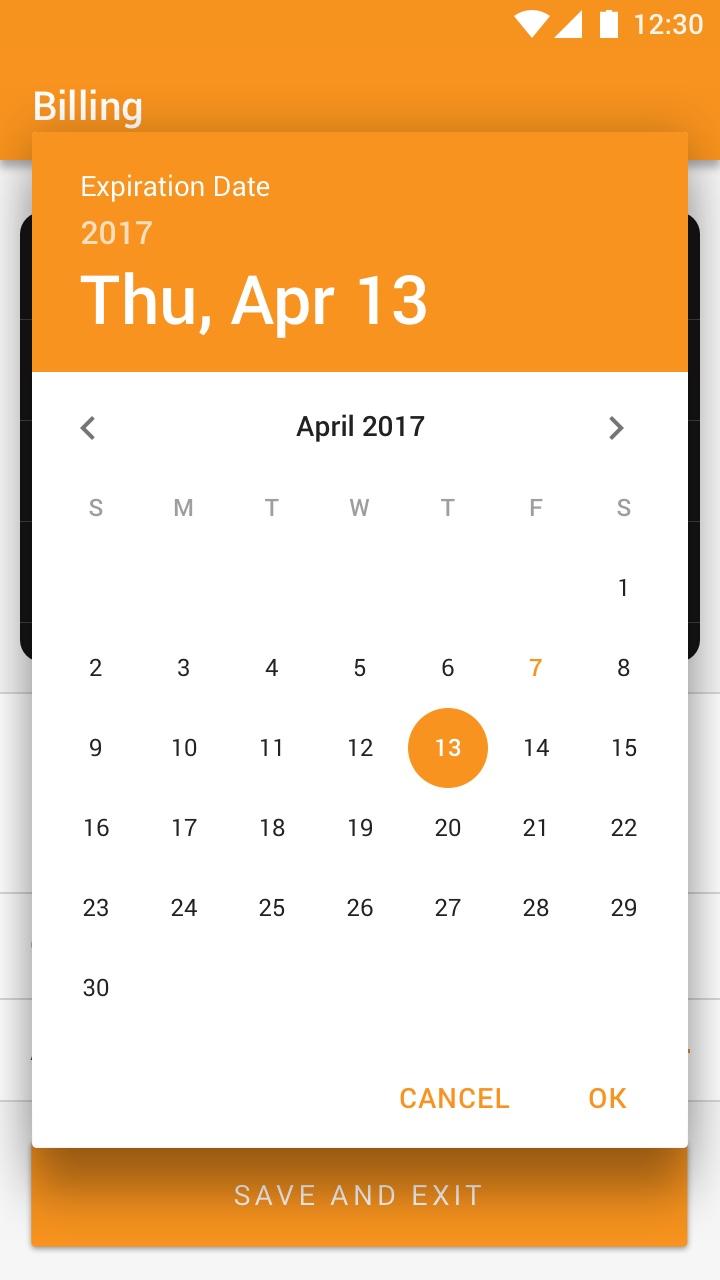 12:30
Billing
Expiration Date
2017
Thu, Apr 13
April 2017
S M T W T F S
1
2 3 4 5 6 7 8
9 10 11 12 13 14 15
16 17 18 19 20 21 22
23 24 25 26 27 28 29
30
CANCEL OK
SAVE AND EXIT